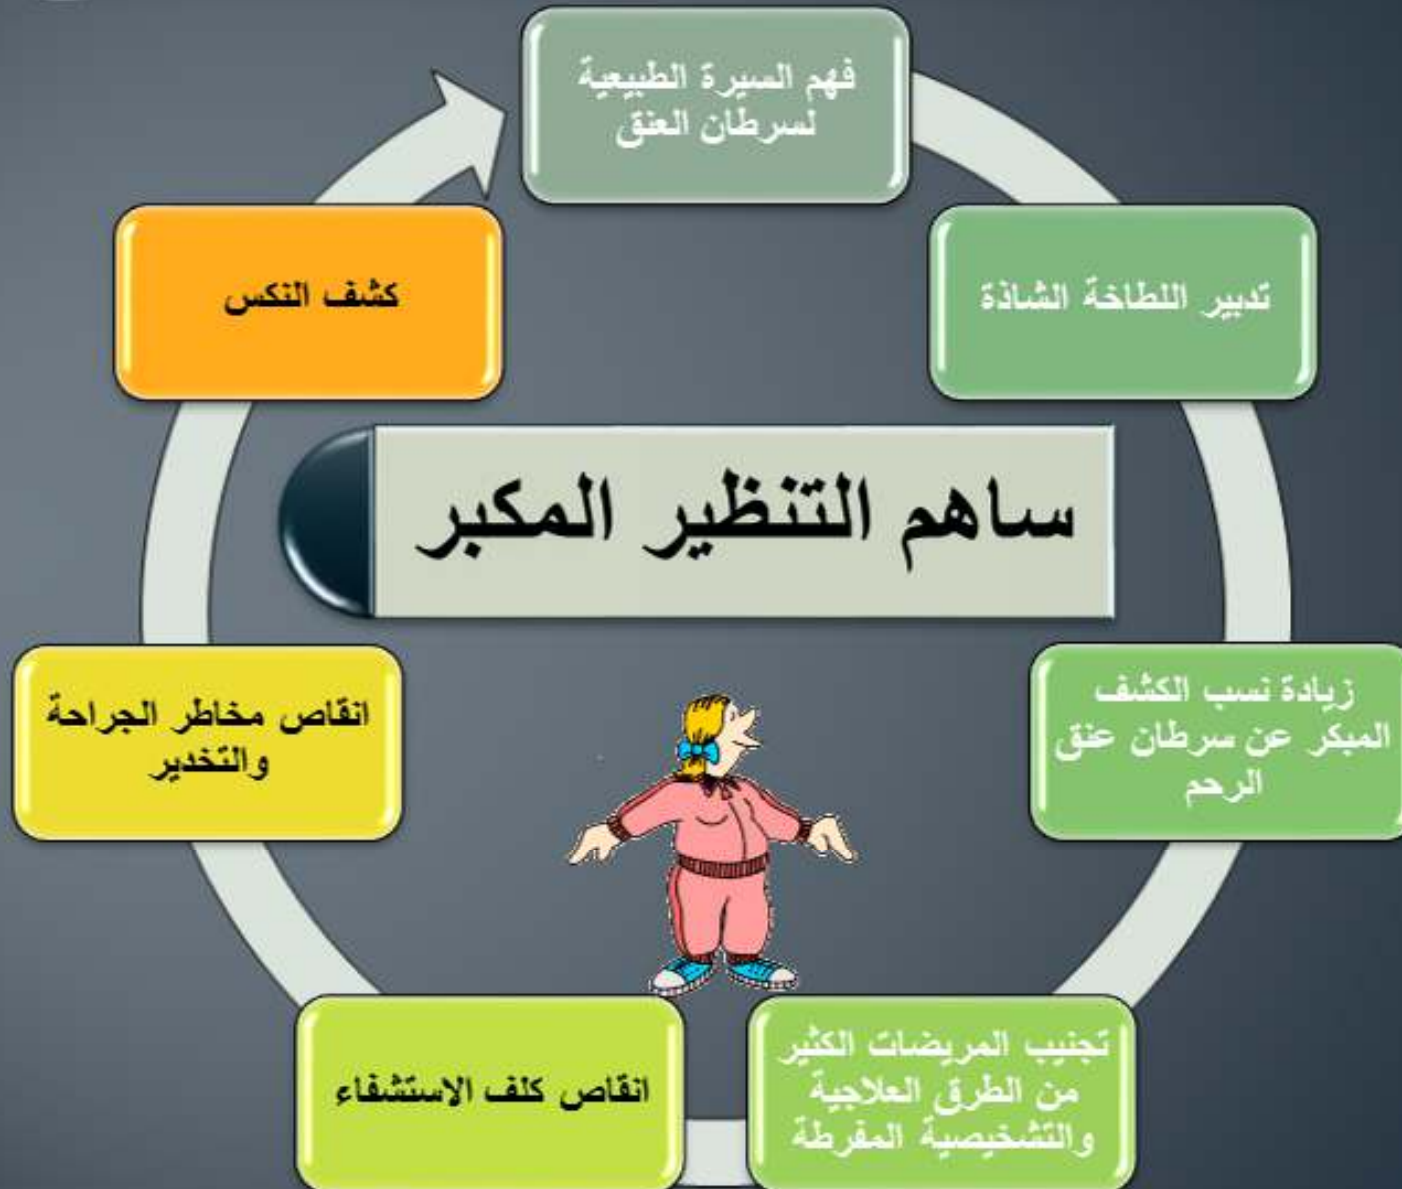 ساهم التنظير المكبر
فهم السيرة الطبيعية
لسرطان العنق
تدبير اللطاخة الشاذة
زيادة نسب الكشف
المبكر عن سرطان عنق
الرحم
تجنيب المريضات الكثير
من الطرق العلاجية
والتشخيصية المفرطة
انقاص كلف الاستشفاء
انقاص مخاطر الجراحة
والتخدير
كشف النكس